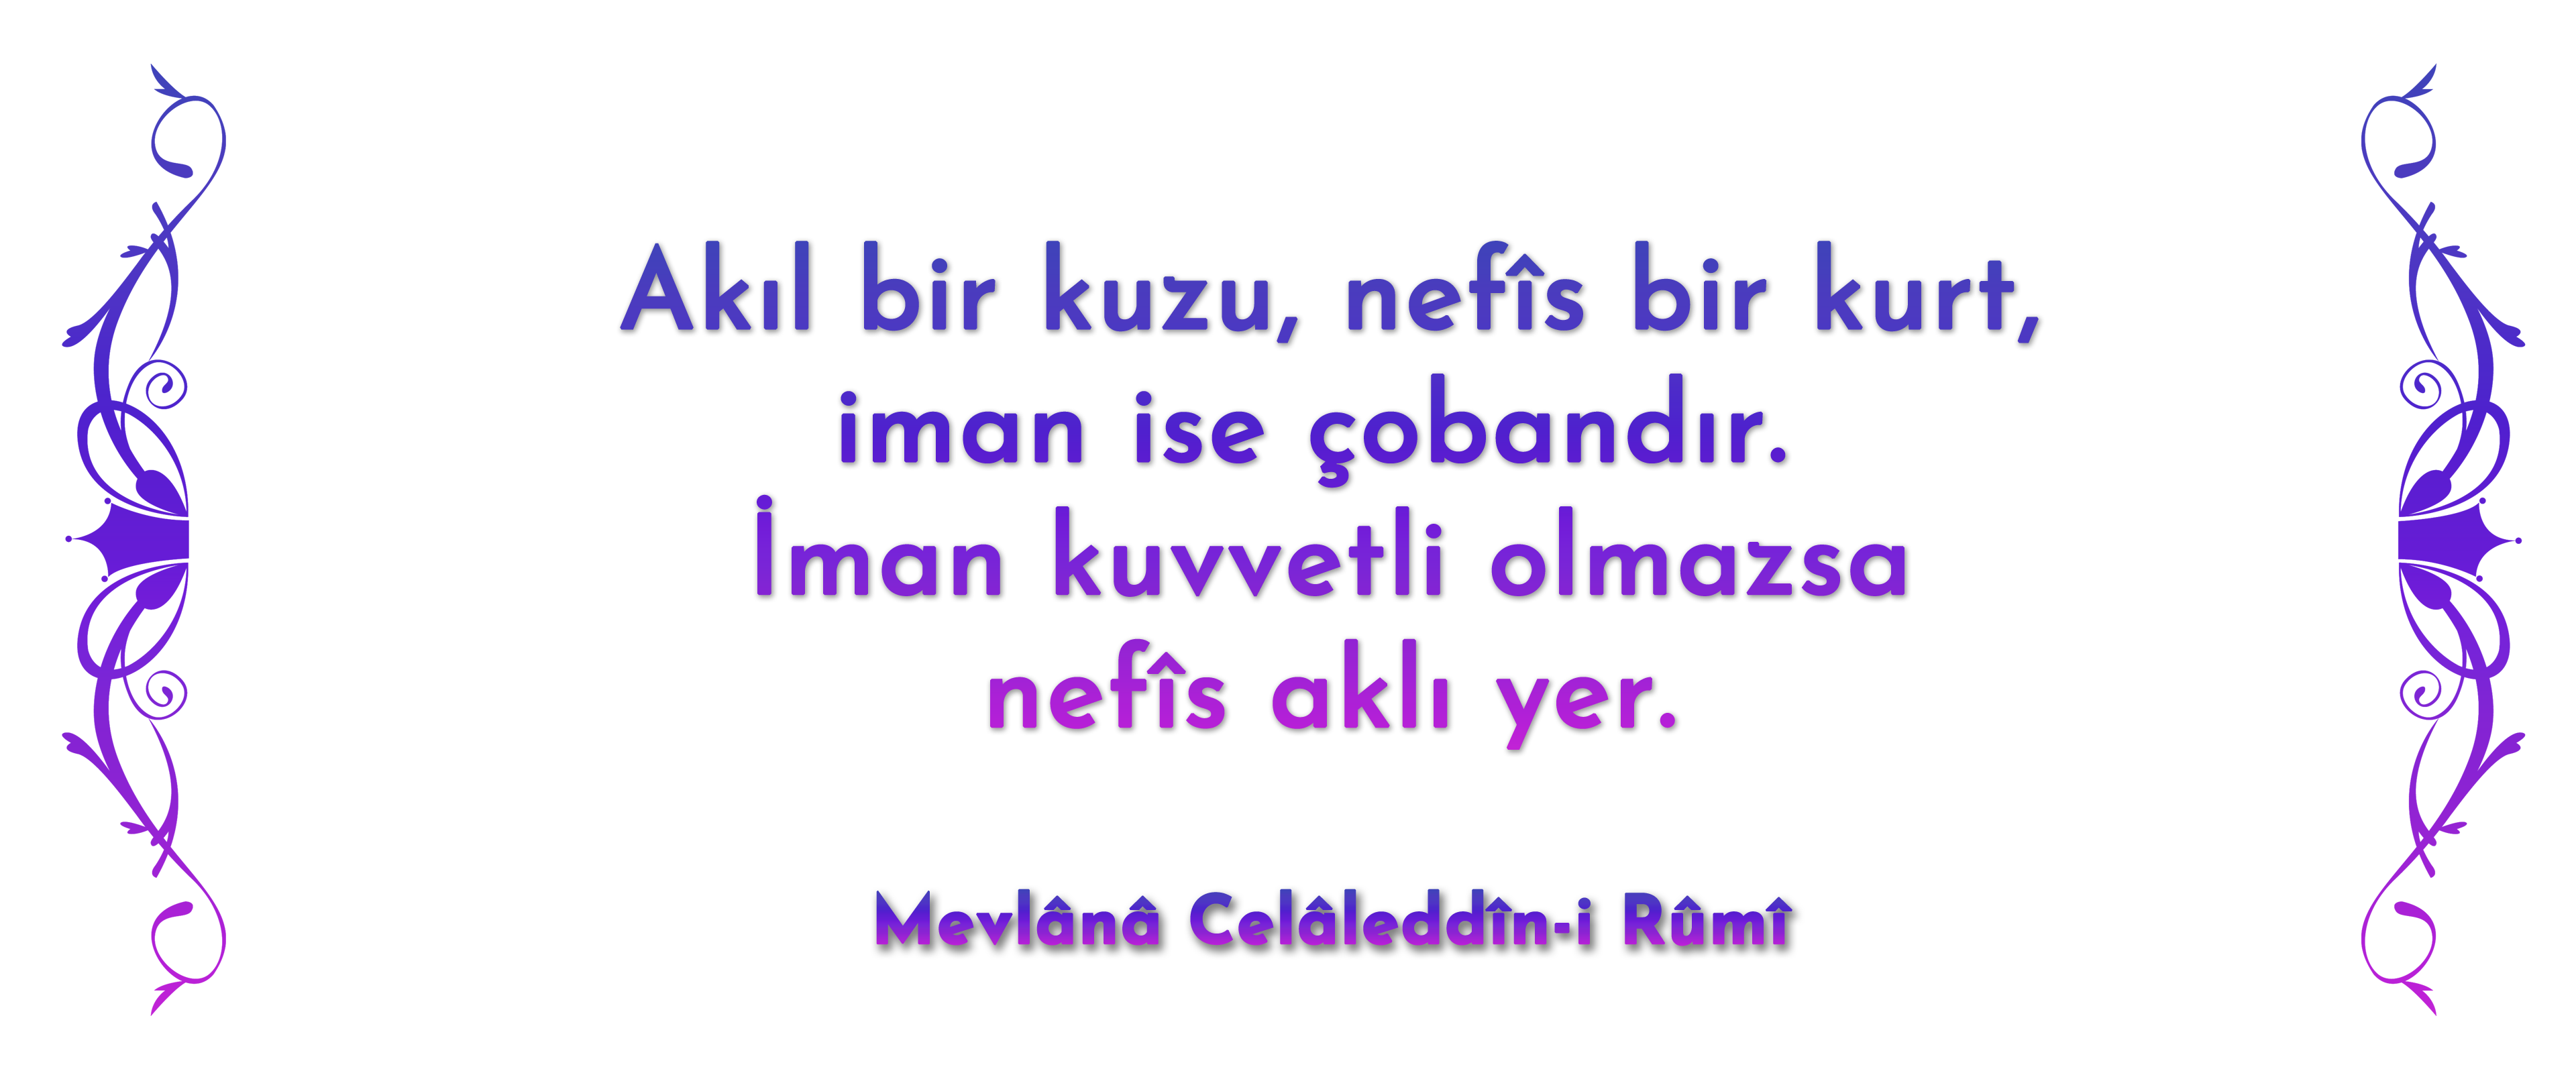 Akıl bir kuzu, nefîs bir kurt,
iman ise çobandır.
İman kuvvetli olmazsa
nefîs aklı yer.
Mevlânâ Celâleddîn-i Rûmî